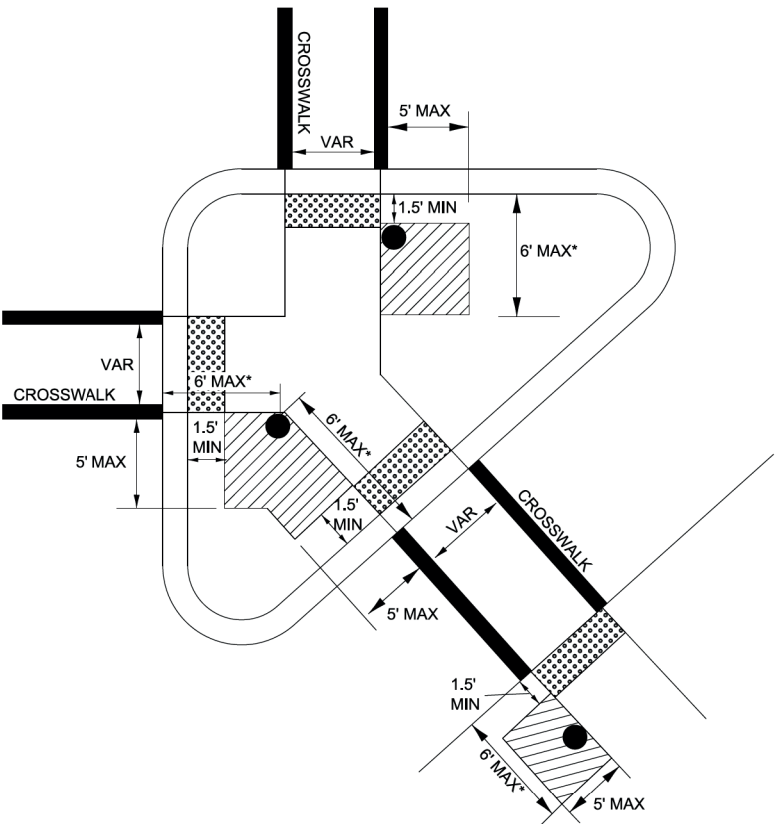 CROSSWALK
5' MAX
VAR
1.5' MIN
6' MAX*
VAR
6' MAX*
CROSSWALK
6' MAX*
1.5'
MIN
5' MAX
1.5'
MIN
VAR
CROSSWALK
5' MAX
1.5'
MIN
6' MAX*
5' MAX